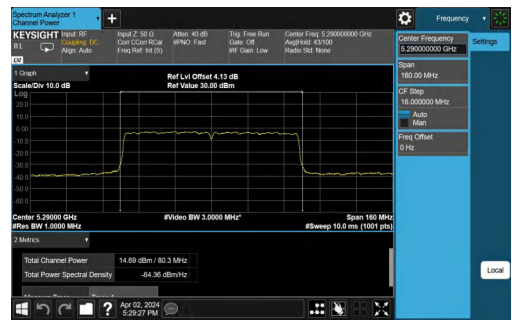 Spectrum Analyzer 1
Channel Power
+
Frequency
KEYSIGHT
RL
Input: RF
Coupling: DC
Align: Auto
Input Z: 50 Ω
Corr CCorr RCal
Freq Ref: Int (S)
Atten: 40 dB
#PNO: Fast
Trig: Free Run
Gate: Off
#IF Gain: Low
Center Freq: 5.290000000 GHz
Avg|Hold: 43/100
Radio Std: None
Center Frequency
5.290000000 GHz
Settings
Span
160.00 MHz
CF Step
16.000000 MHz
Auto
Man
Freq Offset
0 Hz
LV
1 Graph
Scale/Div 10.0 dB
Ref Lvl Offset 4.13 dB
Ref Value 30.00 dBm
Log
20.0
10.0
0.00
-10.0
-20.0
-30.0
-40.0
-50.0
-60.0
Center 5.29000 GHz
#Res BW 1.0000 MHz
#Video BW 3.0000 MHz*
Span 160 MHz
#Sweep 10.0 ms (1001 pts)
2 Metrics
Total Channel Power
14.69 dBm / 80.3 MHz
Total Power Spectral Density
-64.36 dBm/Hz
Local
?
Apr 02, 2024
5:29:27 PM